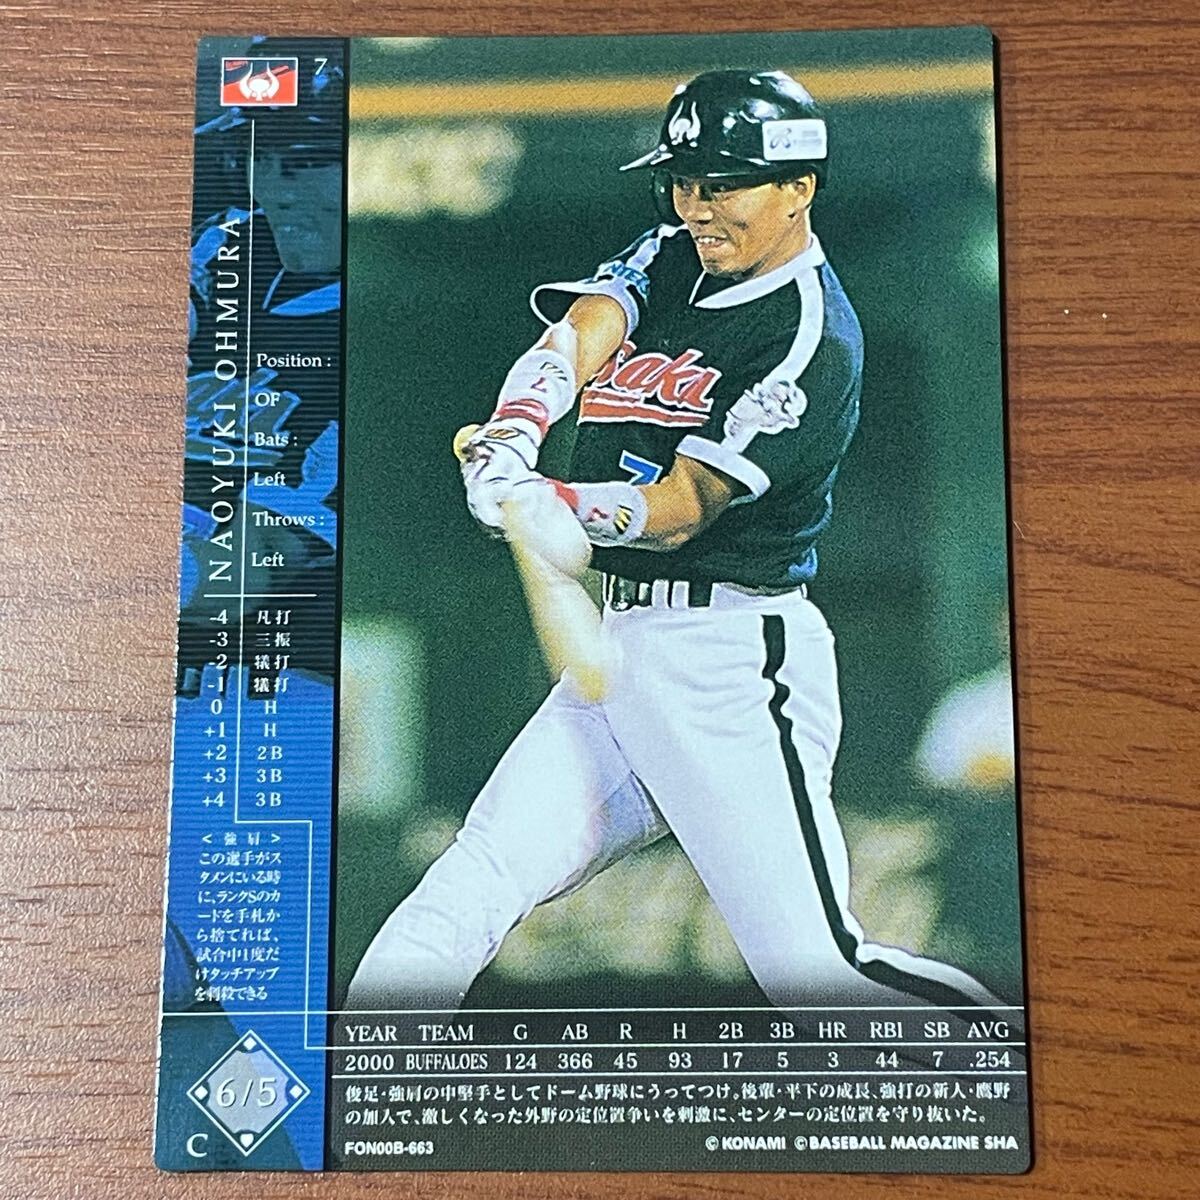 7
NAOYUKI OHMURA
Position :
OF
Bats :
Left
Throws :
Left
-4 凡打
-3 三振
-2 犠打
-1 犠打
0 H
+1 H
+2 2B
+3 3B
+4 3B
< 強肩 >
この選手がス
タメンにいる時
に、ランクSのカ
ードを手札か
ら捨てれば、
試合中1度だ
けタッチアップ
を刺殺できる
6/5
C
Osaka
7
YEAR TEAM G AB R H 2B 3B HR RBI SB AVG
2000 BUFFALOES 124 366 45 93 17 5 3 44 7 .254
俊足・強肩の中堅手としてドーム野球にうってつけ。後輩・平下の成長、強打の新人・鷹野
の加入で、激しくなった外野の定位置争いを刺激に、センターの定位置を守り抜いた。
FON00B-663
©KONAMI ©BASEBALL MAGAZINE SHA